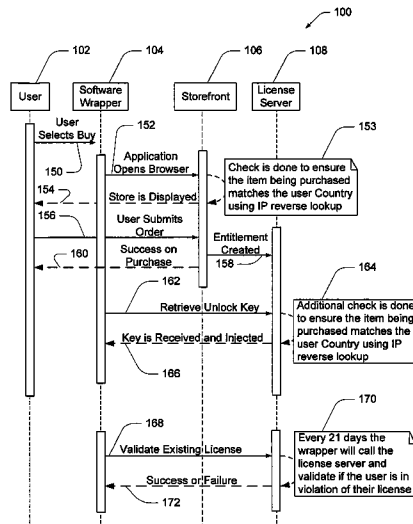 100
102
104
106
108
User
Software
Wrapper
Storefront
License
Server
User
Selects Buy
150
152
Application
Opens Browser
153
Check is done to ensure
the item being purchased
matches the user Country
using IP reverse lookup
154
Store is Displayed
156
User Submits
Order
Success on
Purchase
160
Entitlement
Created
158
162
Retrieve Unlock Key
164
Additional check is done
to ensure the item being
purchased matches the
user Country using IP
reverse lookup
Key is Received and Injected
166
168
Validate Existing License
170
Every 21 days the
wrapper will call the
license server and
validate if the user is in
violation of their license
Success or Failure
172